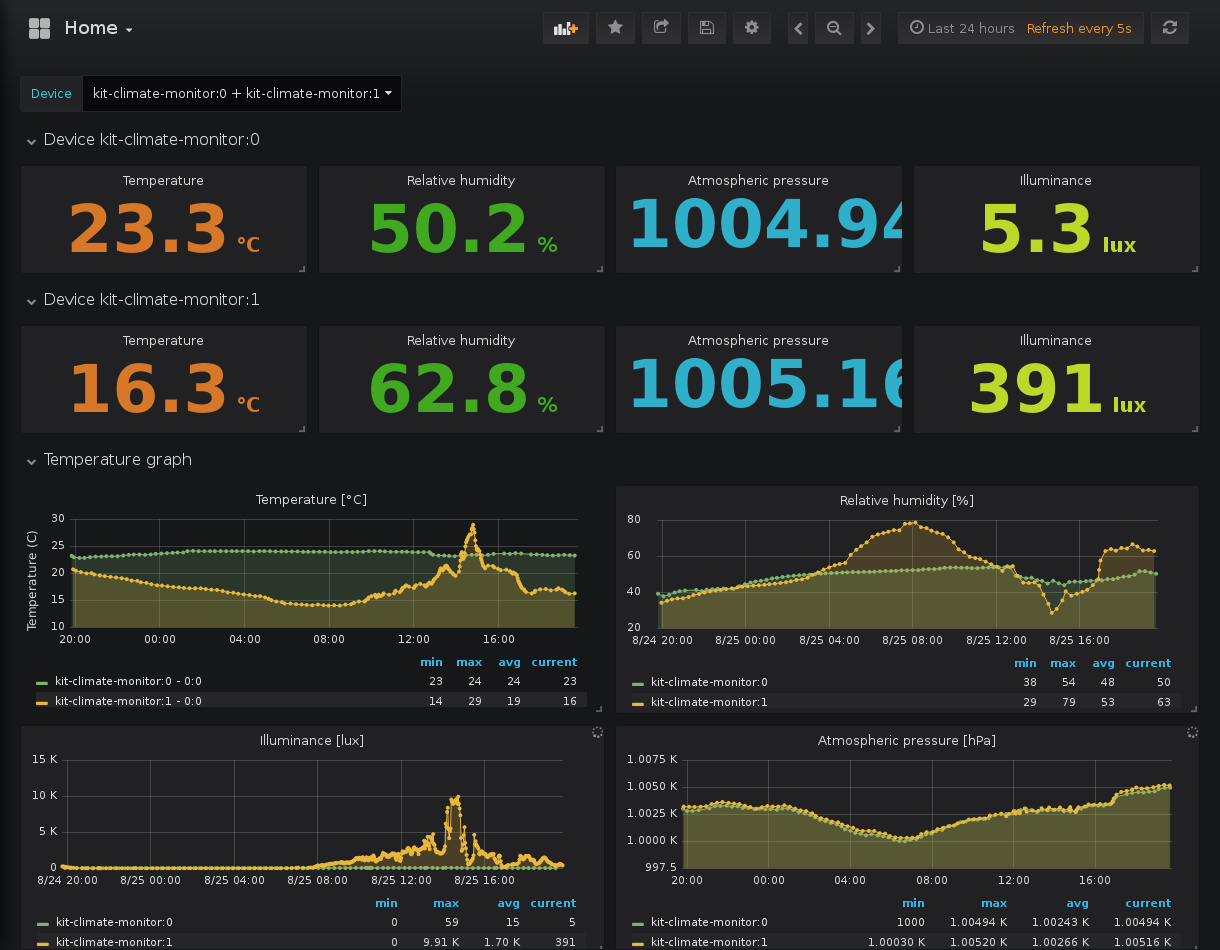 Home
Last 24 hours Refresh every 5s
Device kit-climate-monitor:0 + kit-climate-monitor:1
Device kit-climate-monitor:0
Temperature Relative humidity Atmospheric pressure Illuminance
23.3 °C 50.2 % 1004.94 5.3 lux
Device kit-climate-monitor:1
Temperature Relative humidity Atmospheric pressure Illuminance
16.3 °C 62.8 % 1005.16 391 lux
Temperature graph
Temperature [°C]
Temperature (C)
30
25
20
15
10
20:00 00:00 04:00 08:00 12:00 16:00
min max avg current
kit-climate-monitor:0 - 0:0 23 24 24 23
kit-climate-monitor:1 - 0:0 14 29 19 16
Relative humidity [%]
80
60
40
20
8/24 20:00 8/25 00:00 8/25 04:00 8/25 08:00 8/25 12:00 8/25 16:00
min max avg current
kit-climate-monitor:0 38 54 48 50
kit-climate-monitor:1 29 79 53 63
Illuminance [lux]
15 K
10 K
5 K
0
8/24 20:00 8/25 00:00 8/25 04:00 8/25 08:00 8/25 12:00 8/25 16:00
min max avg current
kit-climate-monitor:0 0 59 15 5
kit-climate-monitor:1 0 9.91 K 1.70 K 391
Atmospheric pressure [hPa]
1.0075 K
1.0050 K
1.0025 K
1.0000 K
997.5
20:00 00:00 04:00 08:00 12:00 16:00
min max avg current
kit-climate-monitor:0 1000 1.00494 K 1.00243 K 1.00494 K
kit-climate-monitor:1 1.00030 K 1.00520 K 1.00266 K 1.00516 K